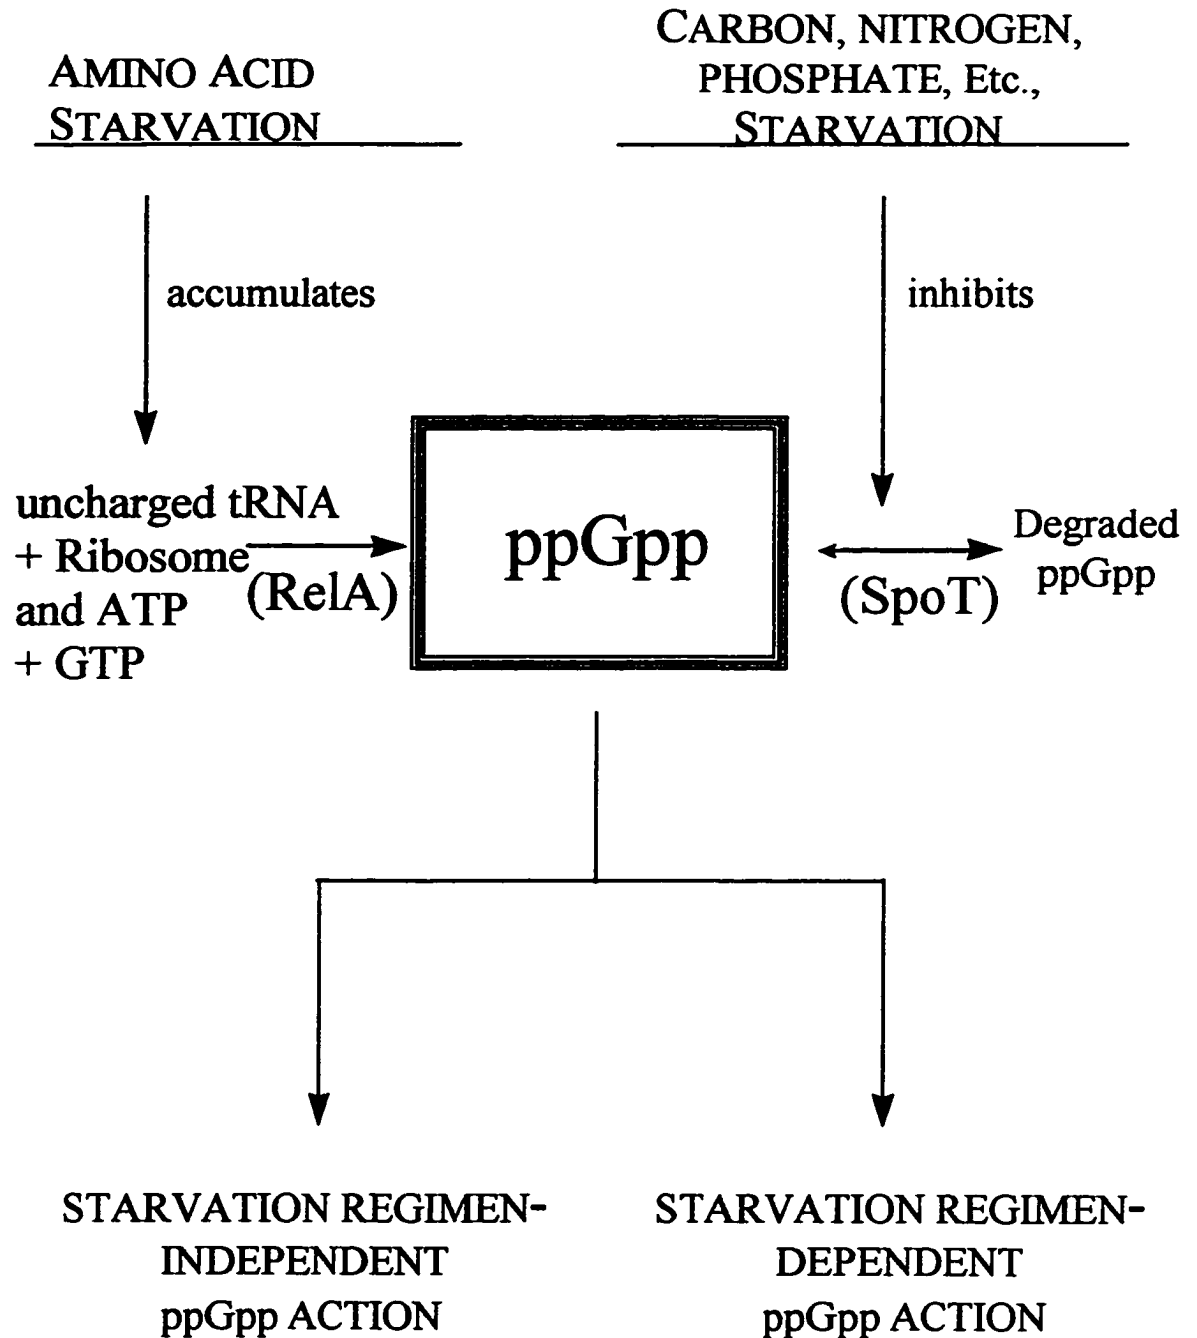 AMINO ACID
STARVATION
CARBON, NITROGEN,
PHOSPHATE, Etc.,
STARVATION
accumulates
inhibits
uncharged tRNA
+ Ribosome
and ATP
+ GTP
(RelA)
ppGpp
(SpoT)
Degraded
ppGpp
STARVATION REGIMEN-
INDEPENDENT
ppGpp ACTION
STARVATION REGIMEN-
DEPENDENT
ppGpp ACTION